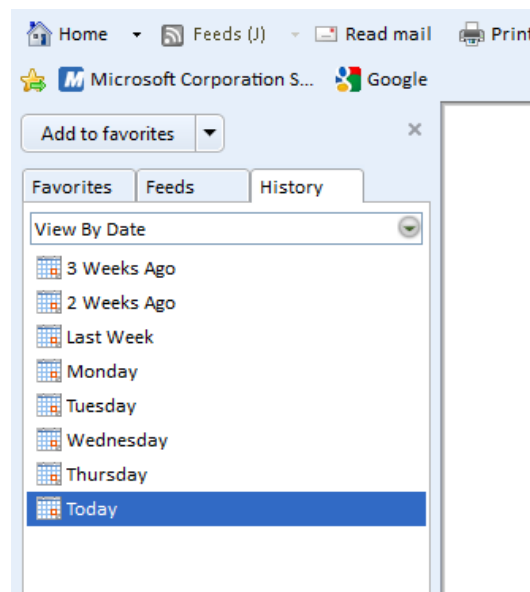 Home Feeds (J) Read mail Print
Microsoft Corporation S... Google
Add to favorites
Favorites Feeds History
View By Date
3 Weeks Ago
2 Weeks Ago
Last Week
Monday
Tuesday
Wednesday
Thursday
Today